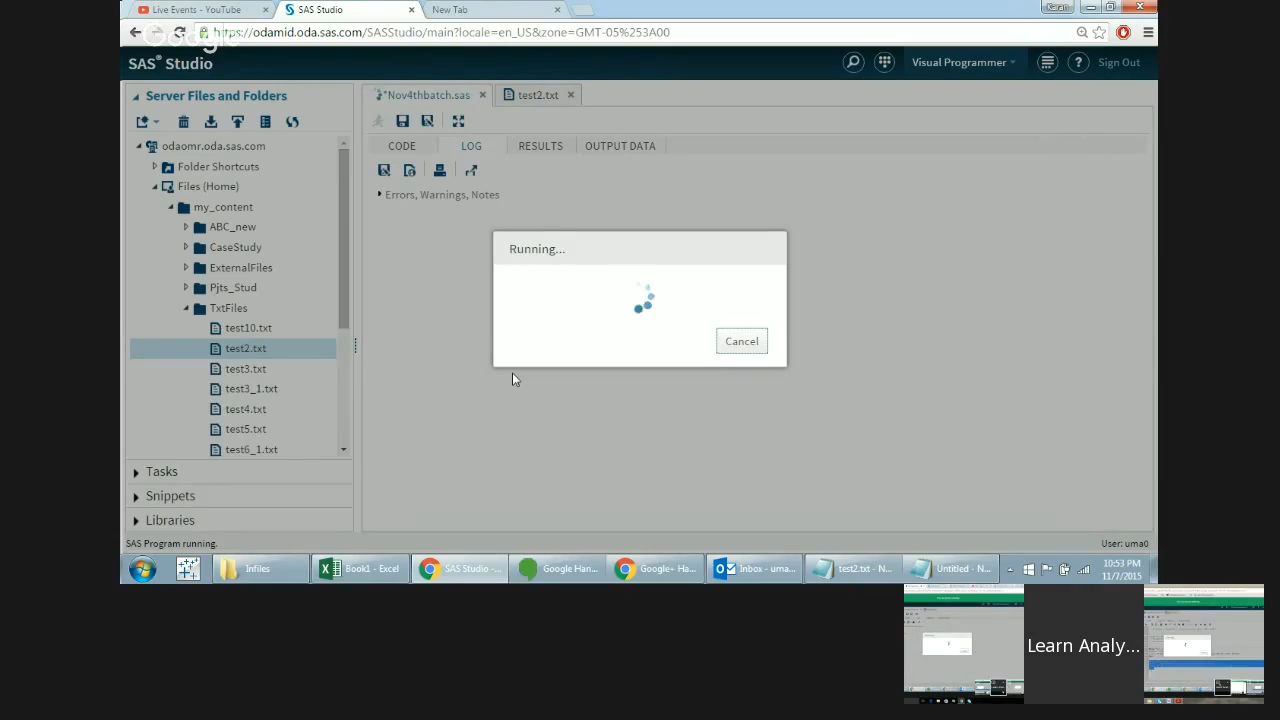 Live Events - YouTube
SAS Studio
New Tab
Google
https://odamid.oda.sas.com/SASStudio/main?locale=en_US&zone=GMT-05%253A00
SAS® Studio
Visual Programmer
Sign Out
Server Files and Folders
*Nov4thbatch.sas
test2.txt
odaomr.oda.sas.com
CODE
LOG
RESULTS
OUTPUT DATA
Folder Shortcuts
Files (Home)
Errors, Warnings, Notes
my_content
ABC_new
CaseStudy
Running...
ExternalFiles
Pjts_Stud
TxtFiles
test10.txt
Cancel
test2.txt
test3.txt
test3_1.txt
test4.txt
test5.txt
test6_1.txt
Tasks
Snippets
Libraries
SAS Program running.
User: uma0
Infiles
Book1 - Excel
SAS Studio -...
Google Han...
Google+ Ha...
Inbox - uma...
test2.txt - N...
Untitled - N...
10:53 PM
11/7/2015
Learn Analy...